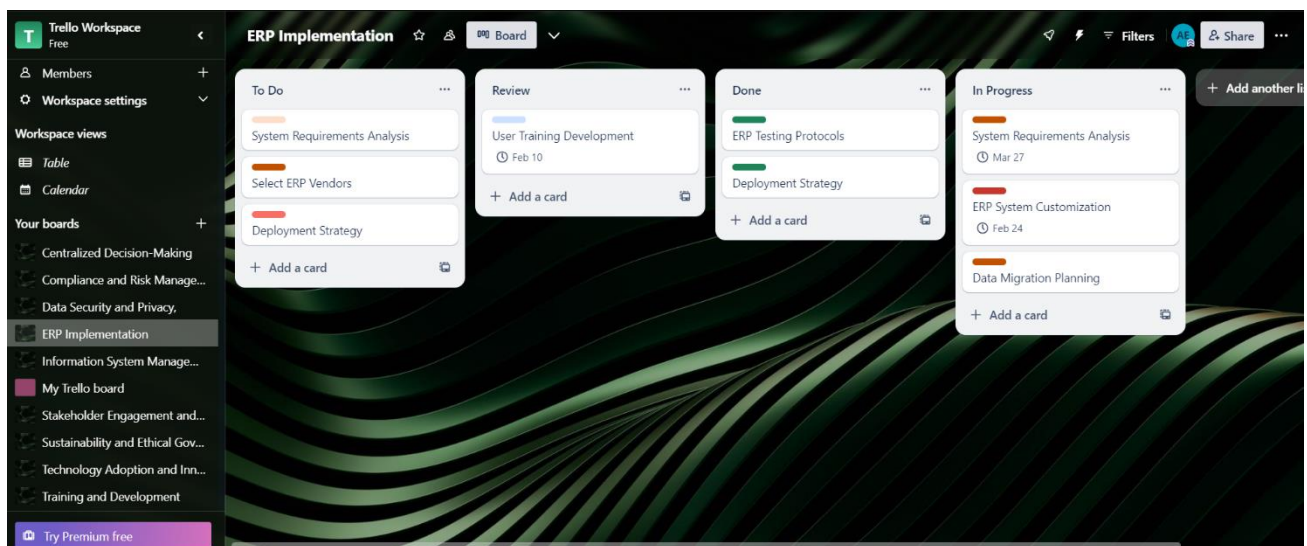 Trello Workspace
Free
Members
Workspace settings
Workspace views
Table
Calendar
Your boards
Centralized Decision-Making
Compliance and Risk Manage...
Data Security and Privacy,
ERP Implementation
Information System Manage...
My Trello board
Stakeholder Engagement and...
Sustainability and Ethical Gov...
Technology Adoption and Inn...
Training and Development
Try Premium free
ERP Implementation
Board
Filters
AE
Share
To Do
System Requirements Analysis
Select ERP Vendors
Deployment Strategy
+ Add a card
Review
User Training Development
Feb 10
+ Add a card
Done
ERP Testing Protocols
Deployment Strategy
+ Add a card
In Progress
System Requirements Analysis
Mar 27
ERP System Customization
Feb 24
Data Migration Planning
+ Add a card
+ Add another li